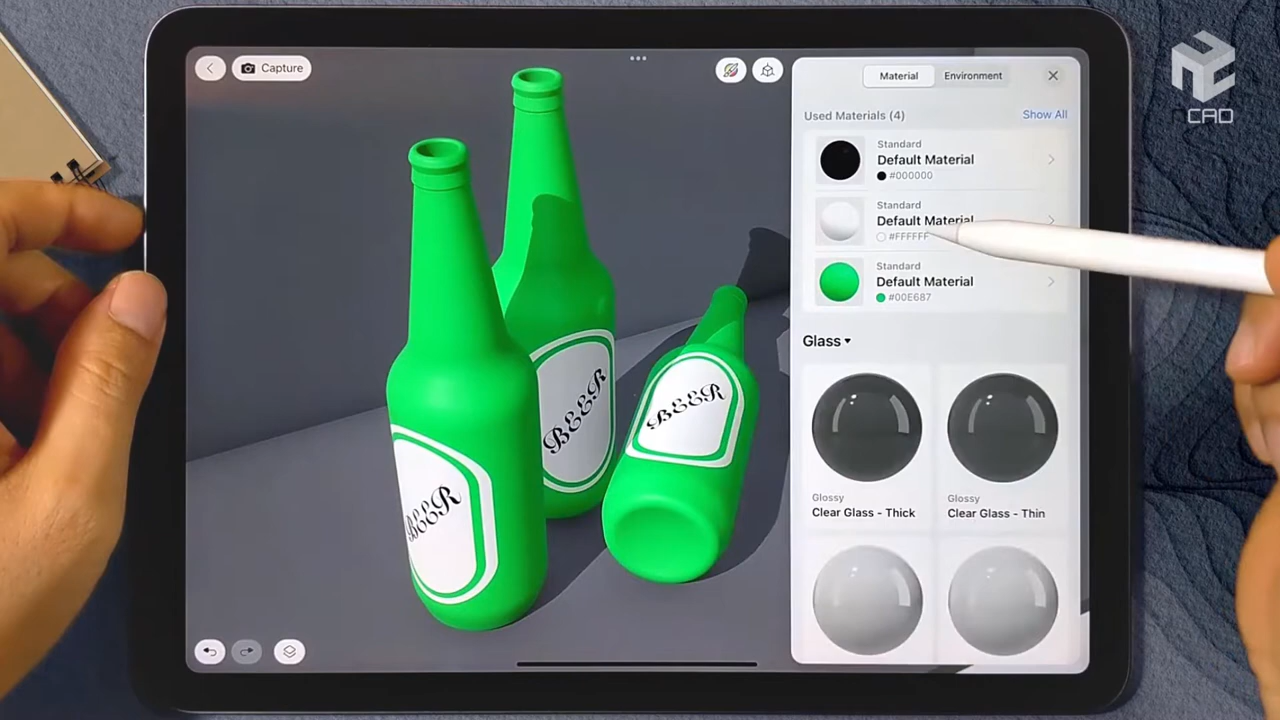 Capture
Material
Environment
Used Materials (4)
Show All
Standard
Default Material
#000000
Standard
Default Material
#FFFFFF
Standard
Default Material
#00E687
Glass
Glossy
Clear Glass - Thick
Glossy
Clear Glass - Thin
BEER
BEER
BEER
CAD